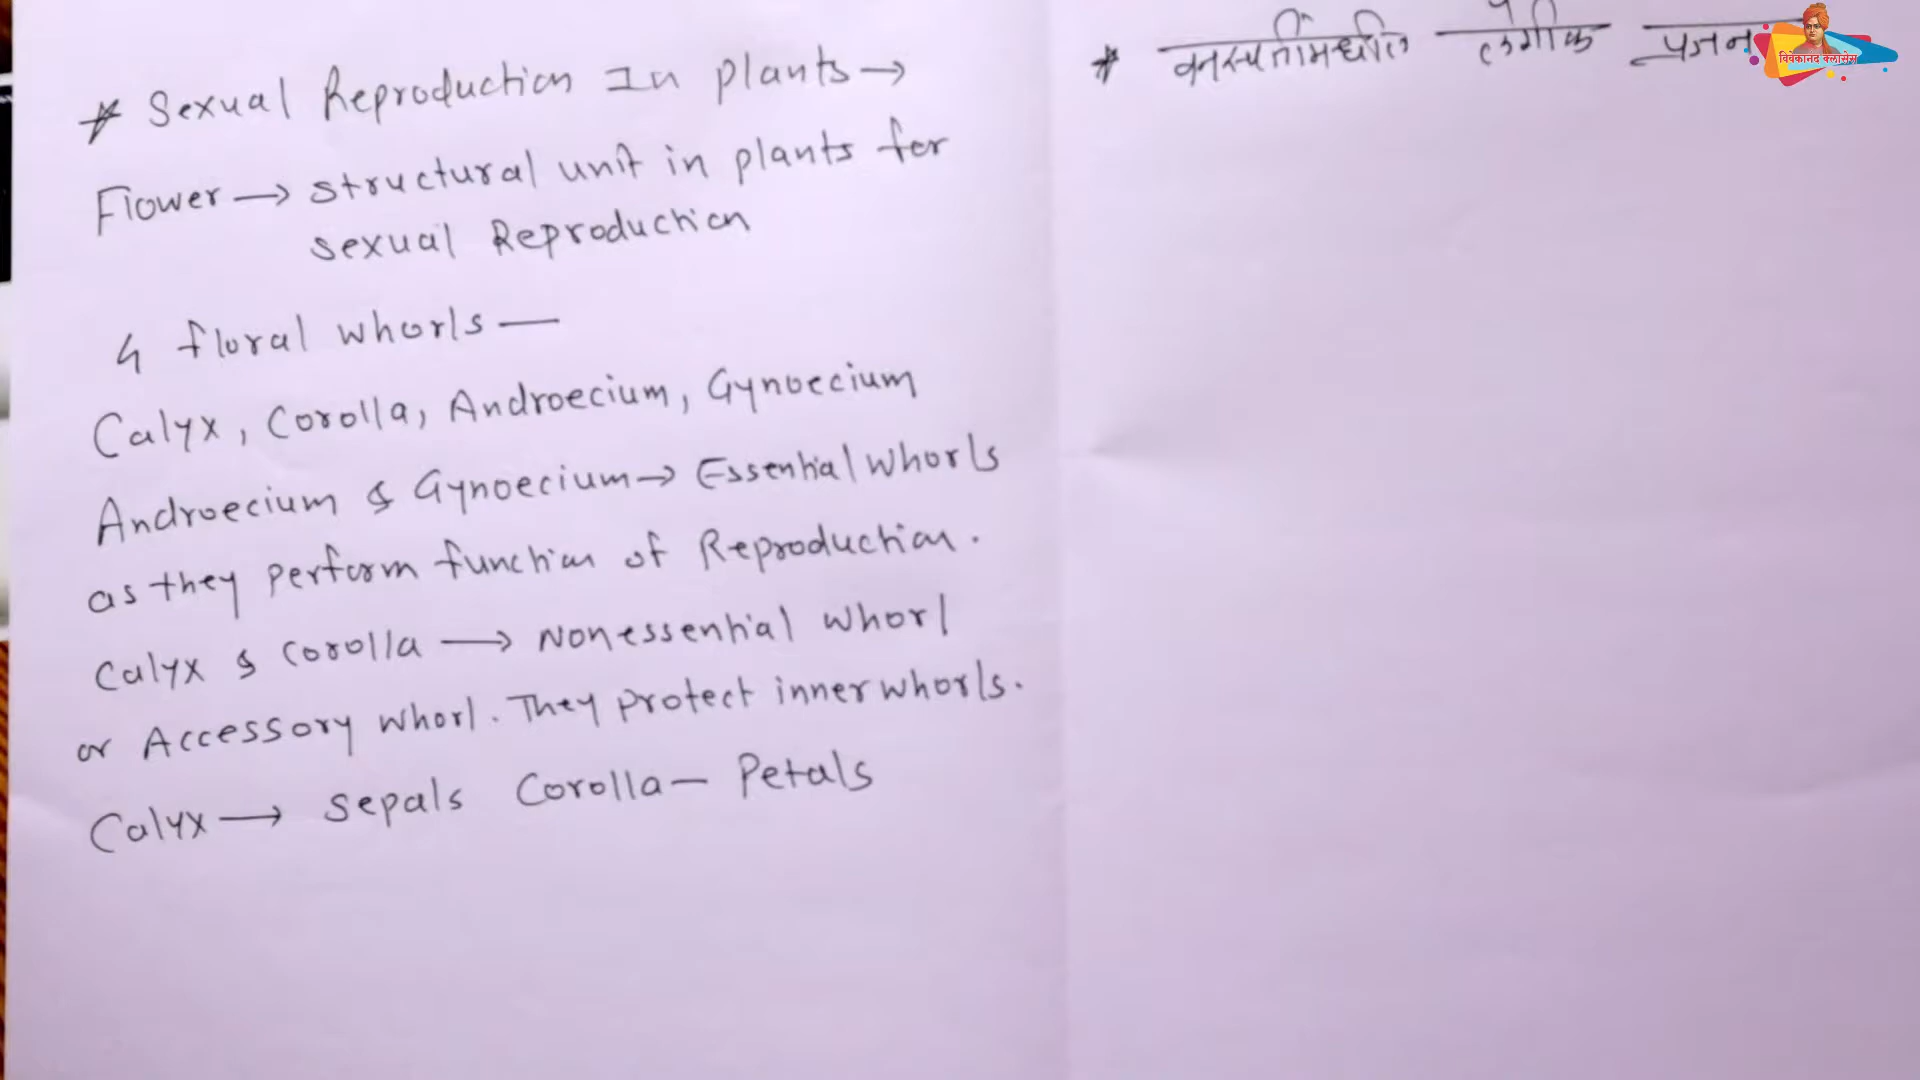 * Sexual Reproduction In plants →
Flower → structural unit in plants for
sexual Reproduction
4 floral whorls —
Calyx, Corolla, Androecium, Gynoecium
Androecium & Gynoecium → Essential whorls
as they perform function of Reproduction.
Calyx & Corolla → Nonessential whorl
or Accessory whorl. They protect inner whorls.
Calyx → sepals Corolla — Petals
* वनस्पतींमधील लैंगीक प्रजनन
विवेकानंद क्लासेस